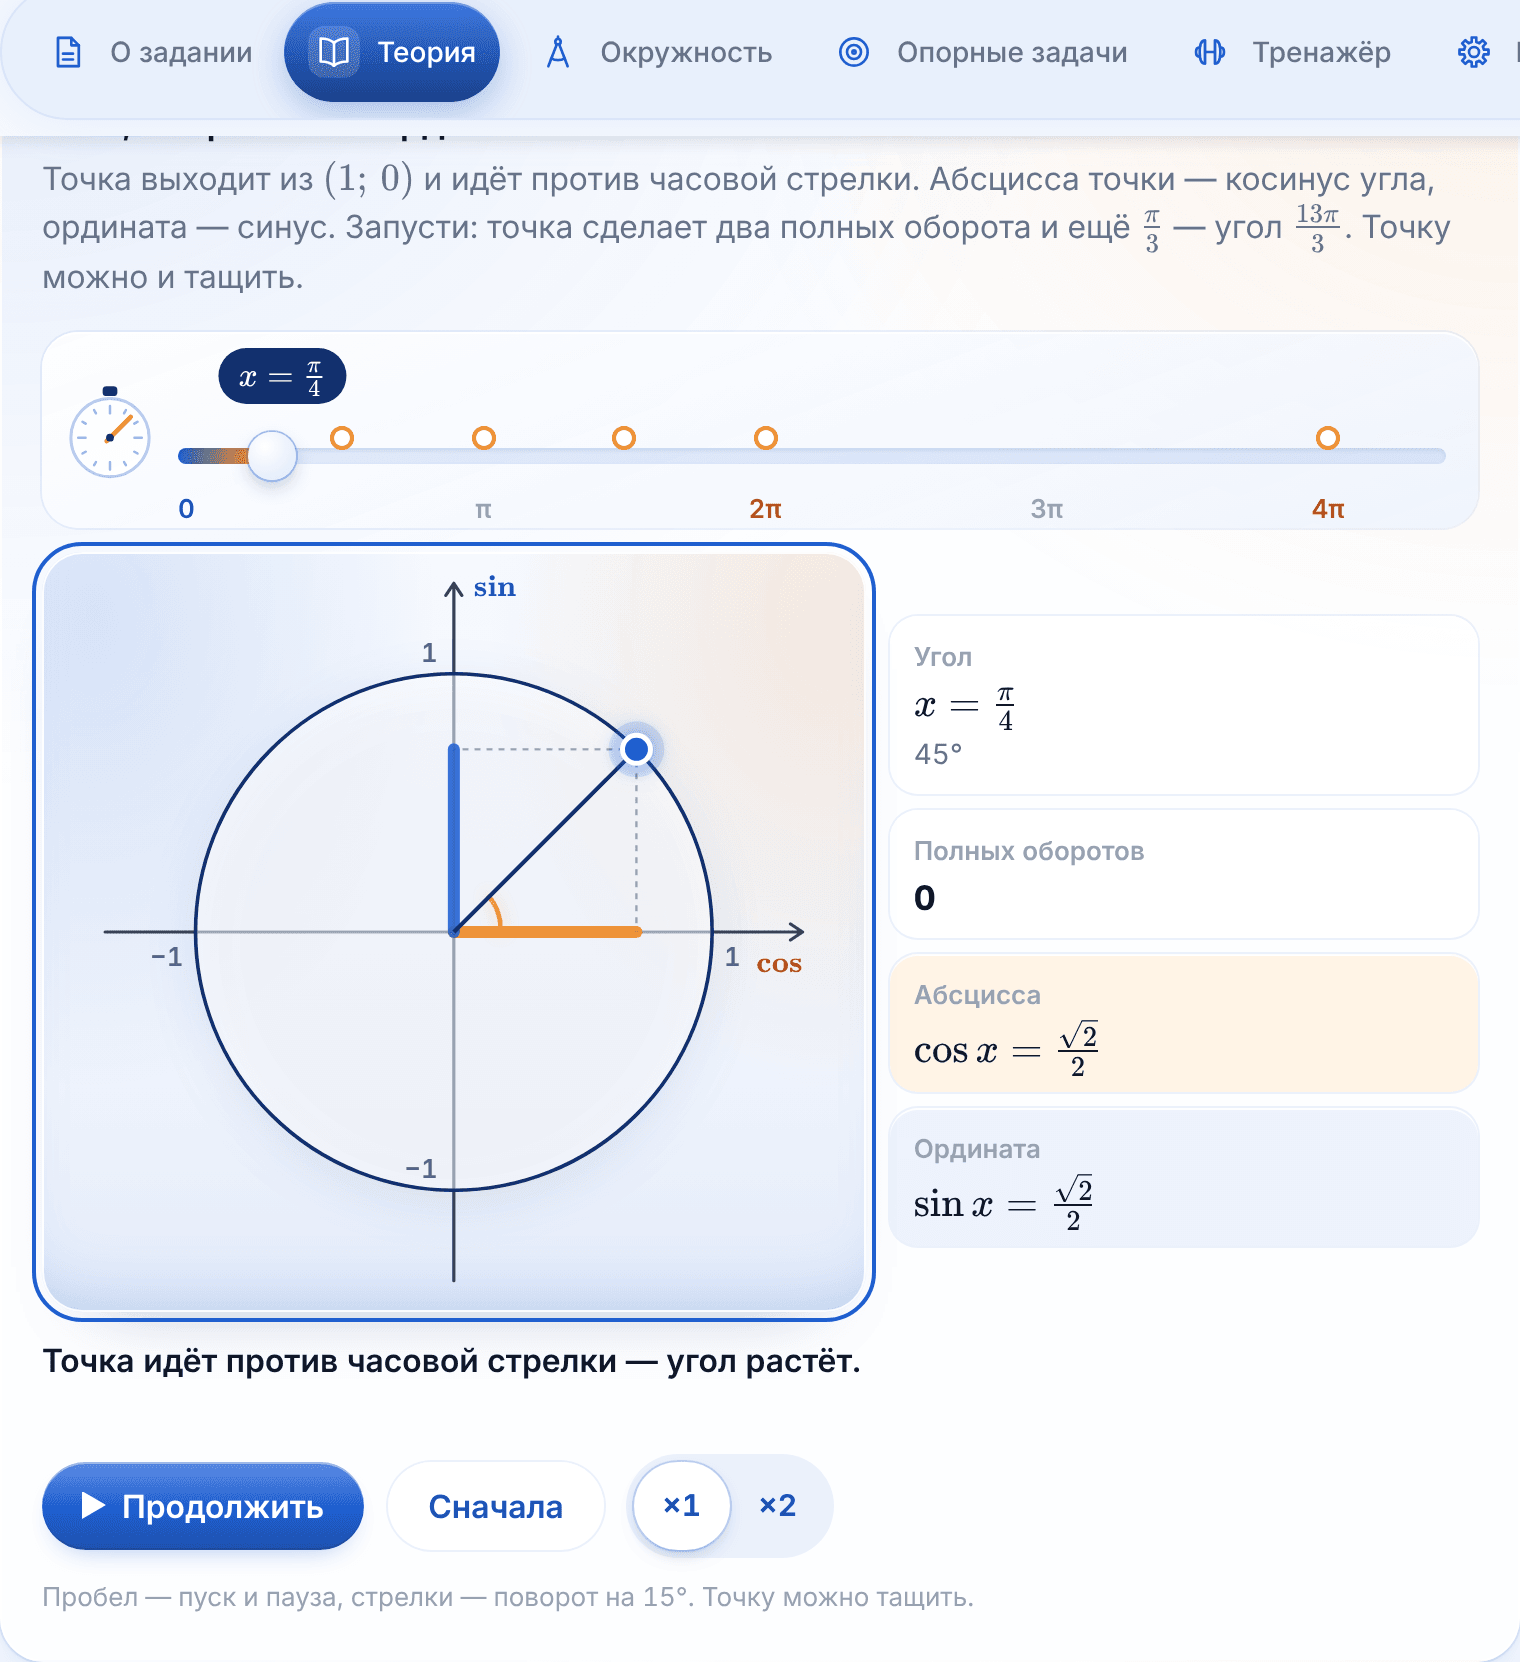 О задании Теория Окружность Опорные задачи Тренажёр
Точка выходит из (1; 0) и идёт против часовой стрелки. Абсцисса точки — косинус угла,
ордината — синус. Запусти: точка сделает два полных оборота и ещё π/3 — угол 13π/3. Точку
можно и тащить.
x = π/4
0 π 2π 3π 4π
sin
1
−1 1 cos
−1
Угол
x = π/4
45°
Полных оборотов
0
Абсцисса
cos x = √2/2
Ордината
sin x = √2/2
Точка идёт против часовой стрелки — угол растёт.
Продолжить Сначала ×1 ×2
Пробел — пуск и пауза, стрелки — поворот на 15°. Точку можно тащить.